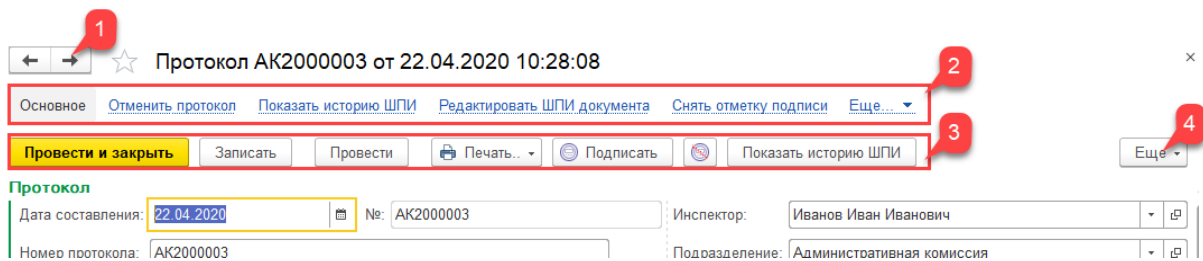 1
Протокол АК2000003 от 22.04.2020 10:28:08
2
Основное Отменить протокол Показать историю ШПИ Редактировать ШПИ документа Снять отметку подписи Еще...
3
4
Провести и закрыть Записать Провести Печать.. Подписать Показать историю ШПИ Еще
Протокол
Дата составления: 22.04.2020 №: АК2000003 Инспектор: Иванов Иван Иванович
Номер протокола: АК2000003 Подразделение: Административная комиссия